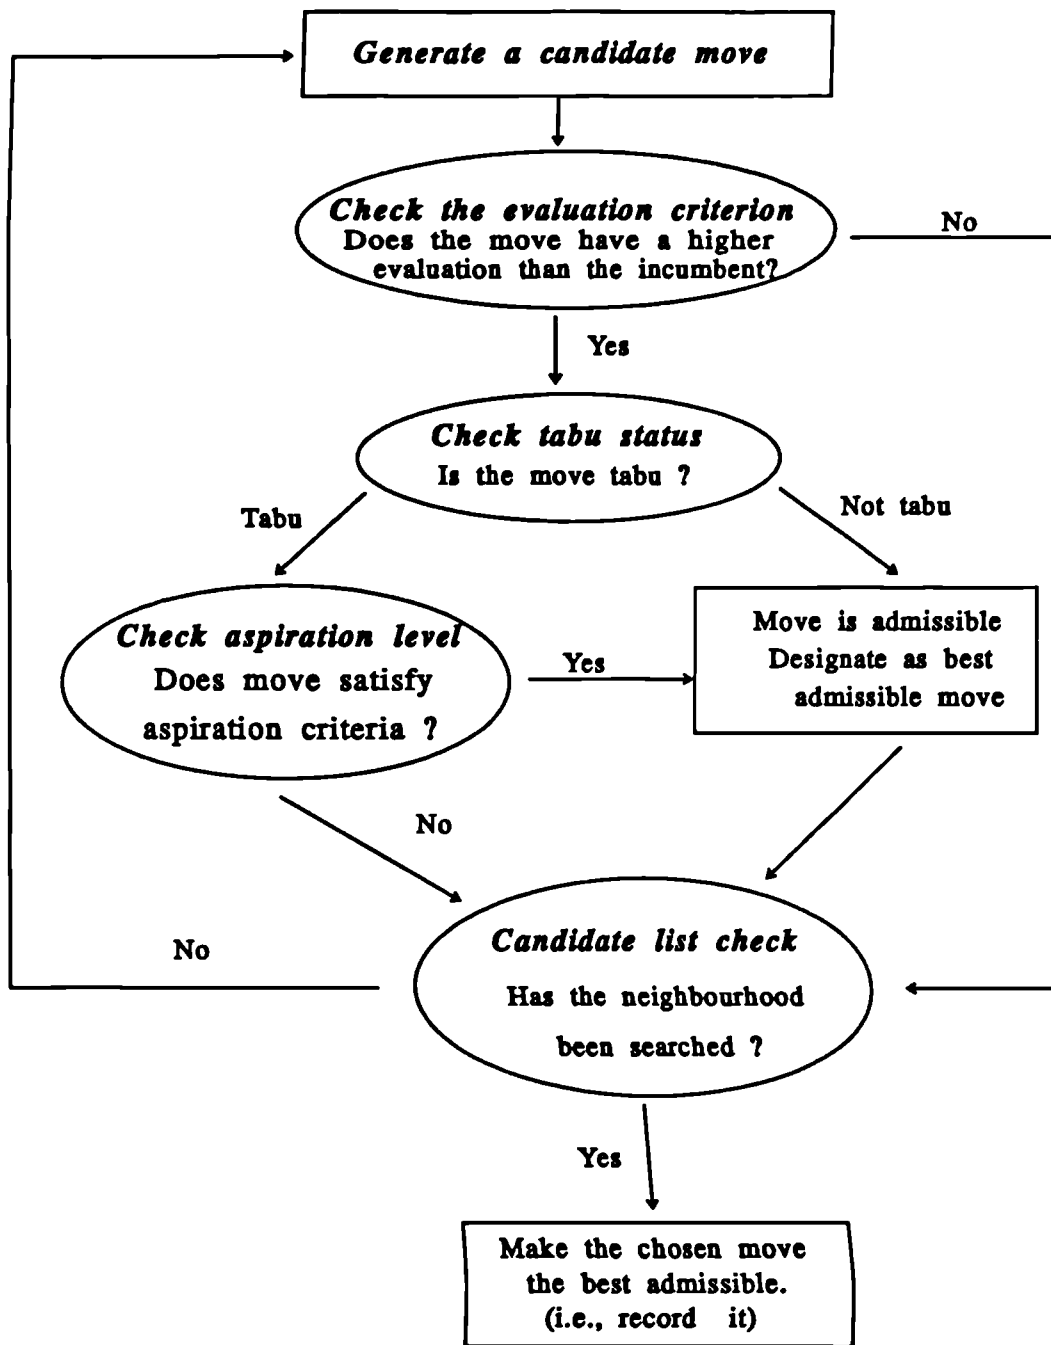 Generate a candidate move
Check the evaluation criterion
Does the move have a higher
evaluation than the incumbent?
No
Yes
Check tabu status
Is the move tabu ?
Tabu
Not tabu
Check aspiration level
Does move satisfy
aspiration criteria ?
Yes
Move is admissible
Designate as best
admissible move
No
No
Candidate list check
Has the neighbourhood
been searched ?
Yes
Make the chosen move
the best admissible.
(i.e., record it)